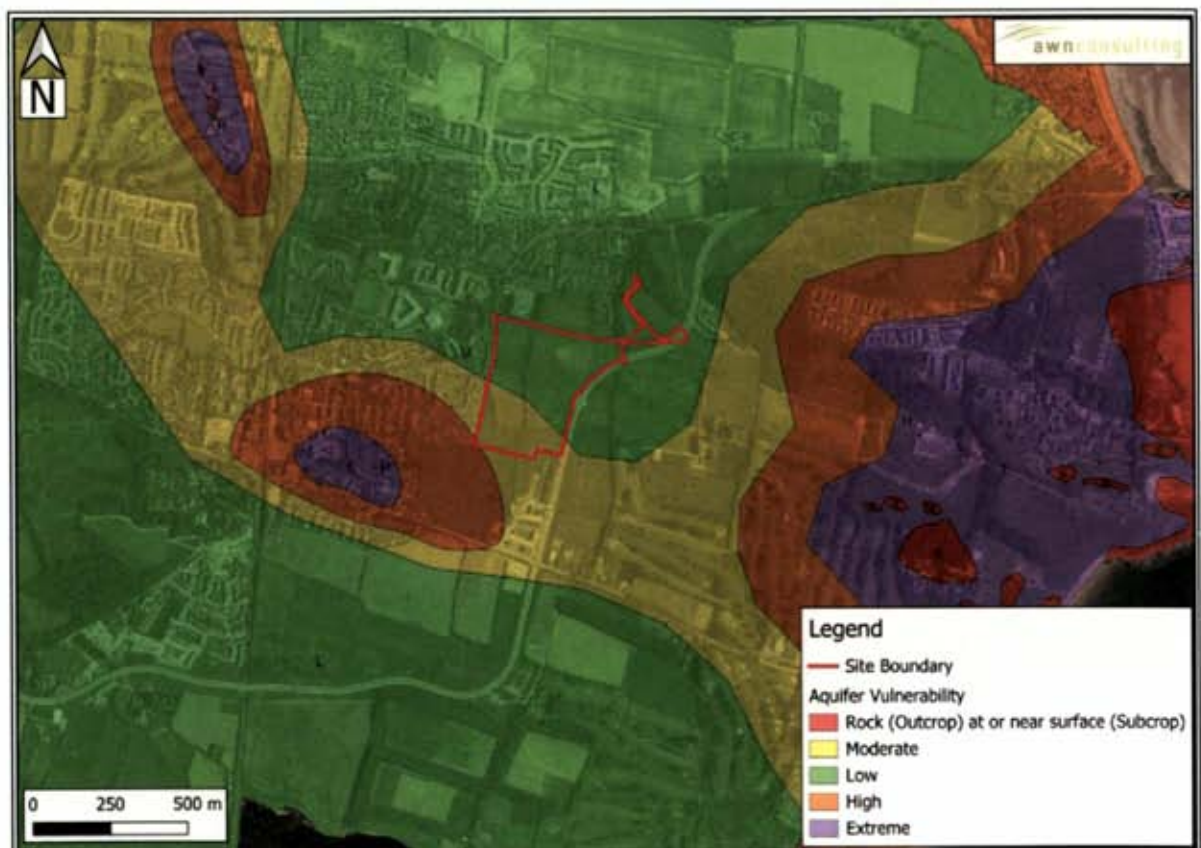 awnconsulting
N
L
L
Legend
Site Boundary
Aquifer Vulnerability
Rock (Outcrop) at or near surface (Subcrop)
Moderate
Low
High
Extreme
0 250 500 m